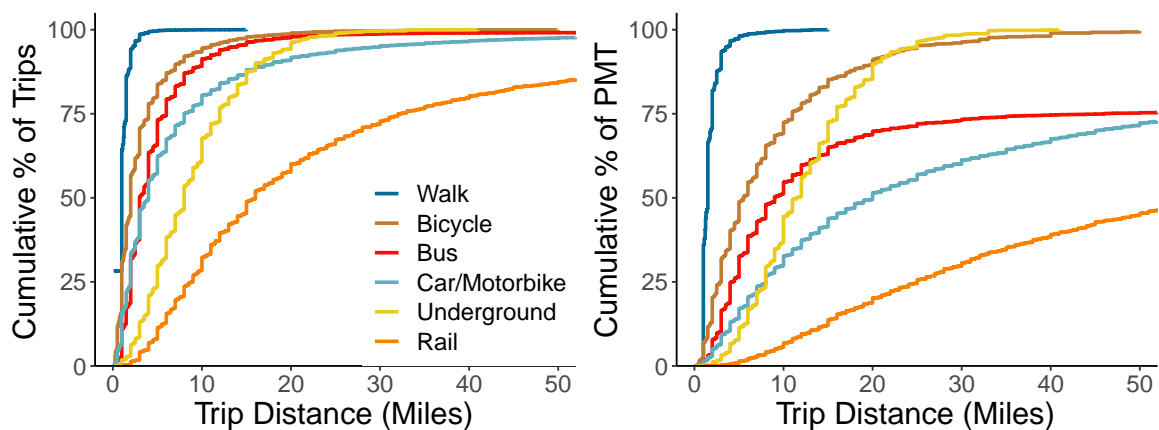 Cumulative % of Trips
100
75
50
25
0
0 10 20 30 40 50
Trip Distance (Miles)
Walk
Bicycle
Bus
Car/Motorbike
Underground
Rail
Cumulative % of PMT
100
75
50
25
0
0 10 20 30 40 50
Trip Distance (Miles)